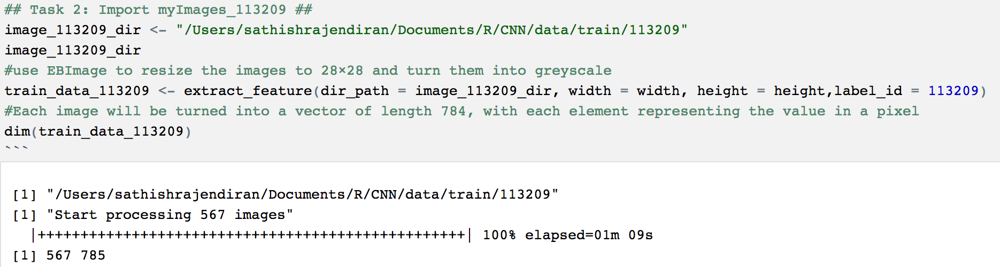 ## Task 2: Import myImages_113209 ##
image_113209_dir <- "/Users/sathishrajendiran/Documents/R/CNN/data/train/113209"
image_113209_dir
#use EBImage to resize the images to 28×28 and turn them into greyscale
train_data_113209 <- extract_feature(dir_path = image_113209_dir, width = width, height = height,label_id = 113209)
#Each image will be turned into a vector of length 784, with each element representing the value in a pixel
dim(train_data_113209)
```
[1] "/Users/sathishrajendiran/Documents/R/CNN/data/train/113209"
[1] "Start processing 567 images"
|++++++++++++++++++++++++++++++++++++++++++++++++++| 100% elapsed=01m 09s
[1] 567 785